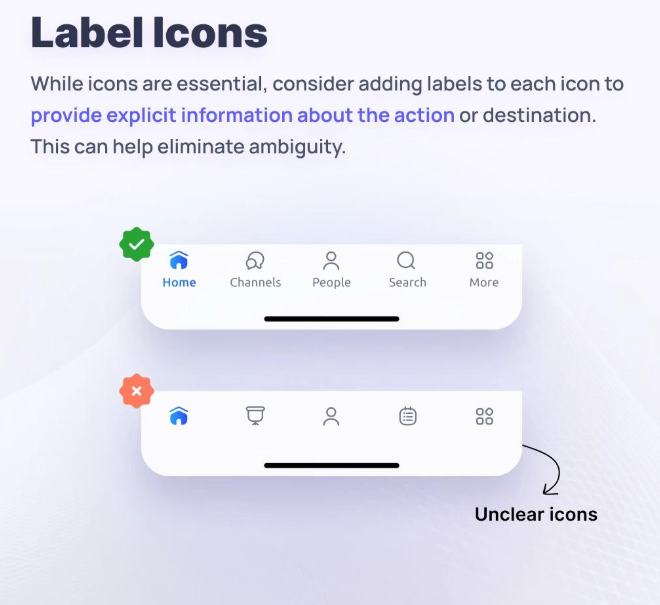 Label Icons
While icons are essential, consider adding labels to each icon to
provide explicit information about the action or destination.
This can help eliminate ambiguity.
Home Channels People Search More
Unclear icons